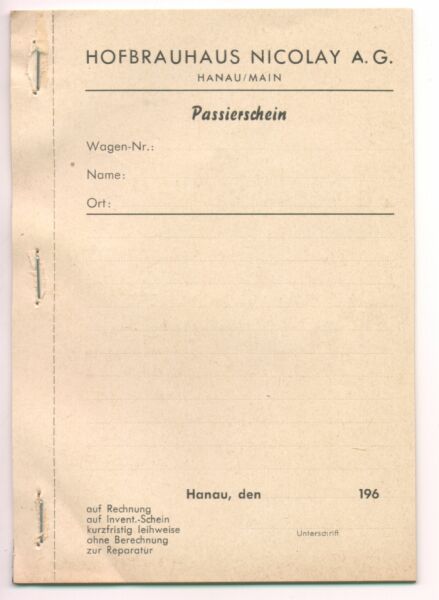 HOFBRAUHAUS NICOLAY A.G.
HANAU/MAIN
Passierschein
Wagen-Nr.:
Name:
Ort:
Hanau, den 196
auf Rechnung
auf Invent.-Schein
kurzfristig leihweise
ohne Berechnung
zur Reparatur
Unterschrift